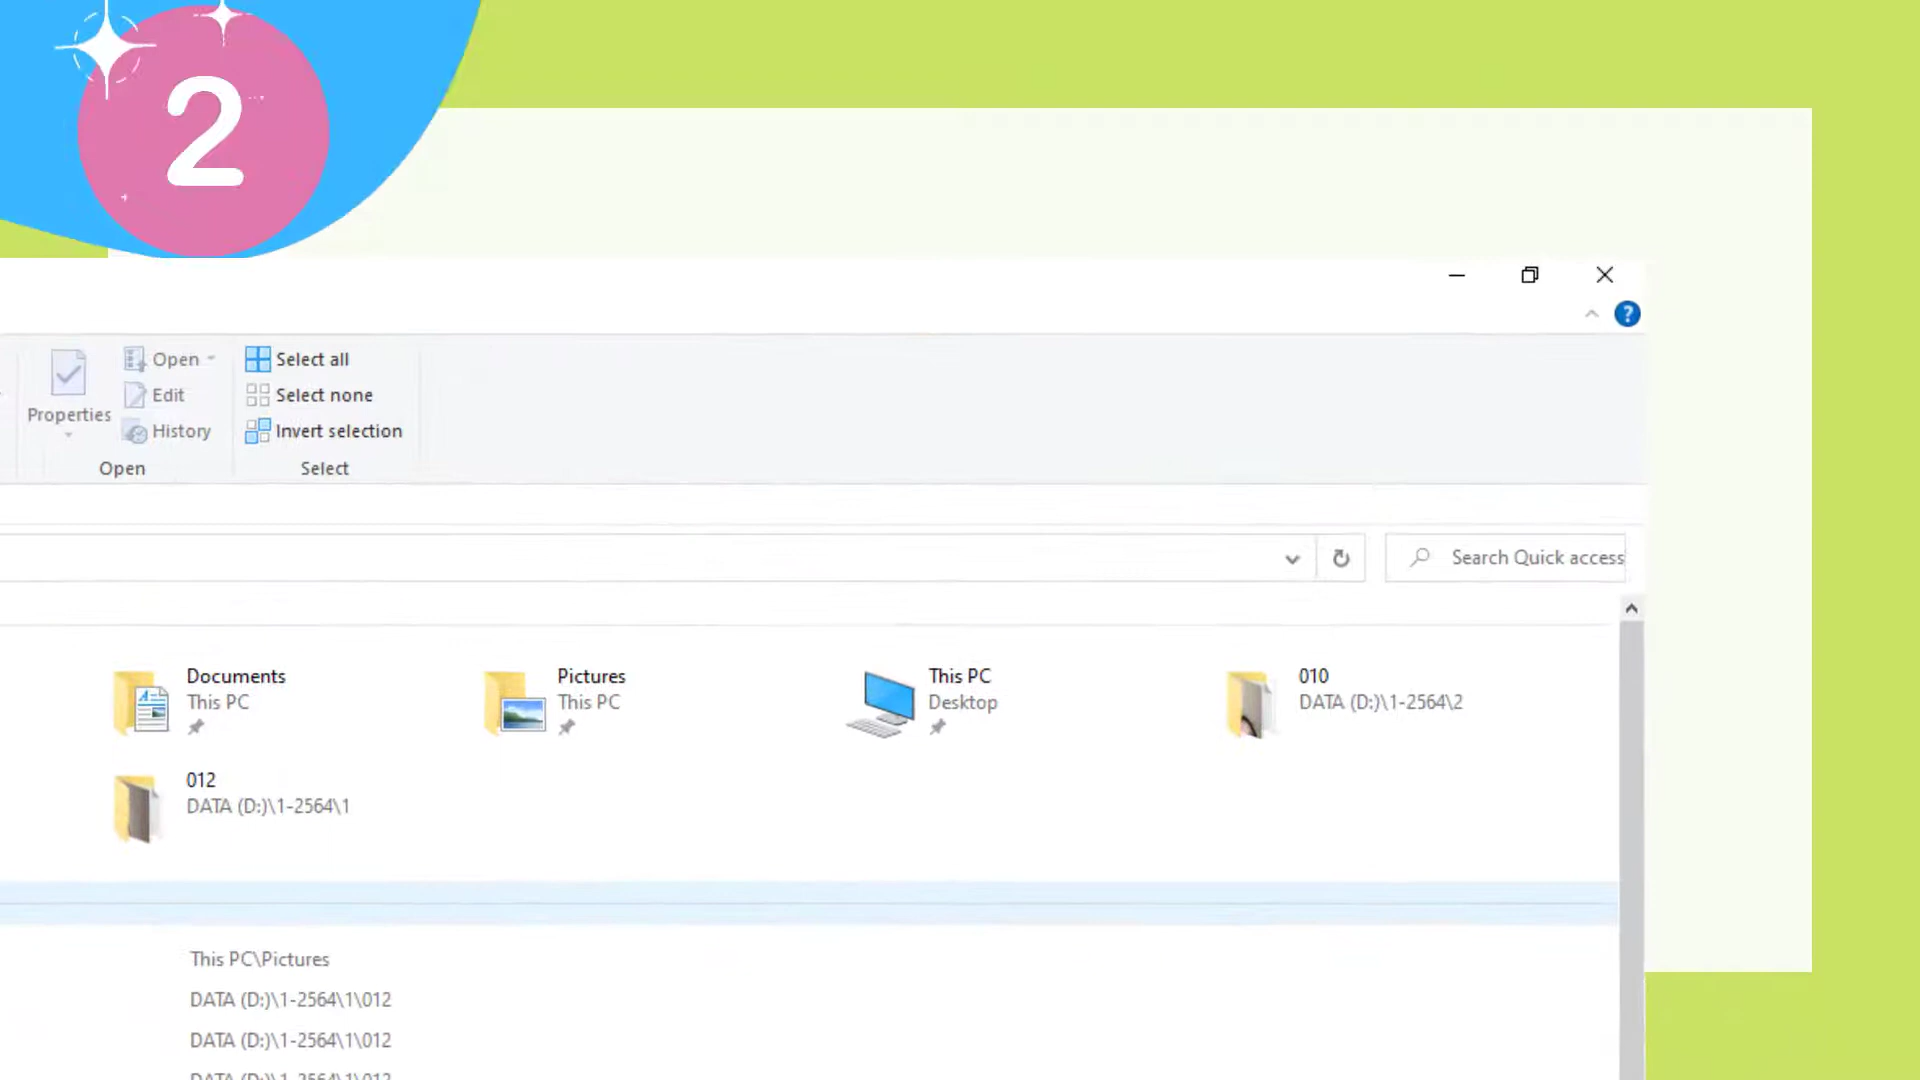 2
?
Open
Select all
Edit
Select none
Properties
History
Invert selection
Open
Select
Search Quick access
Documents
This PC
Pictures
This PC
This PC
Desktop
010
DATA (D:)\1-2564\2
012
DATA (D:)\1-2564\1
This PC\Pictures
DATA (D:)\1-2564\1\012
DATA (D:)\1-2564\1\012
DATA (D:)\1-2564\1\012